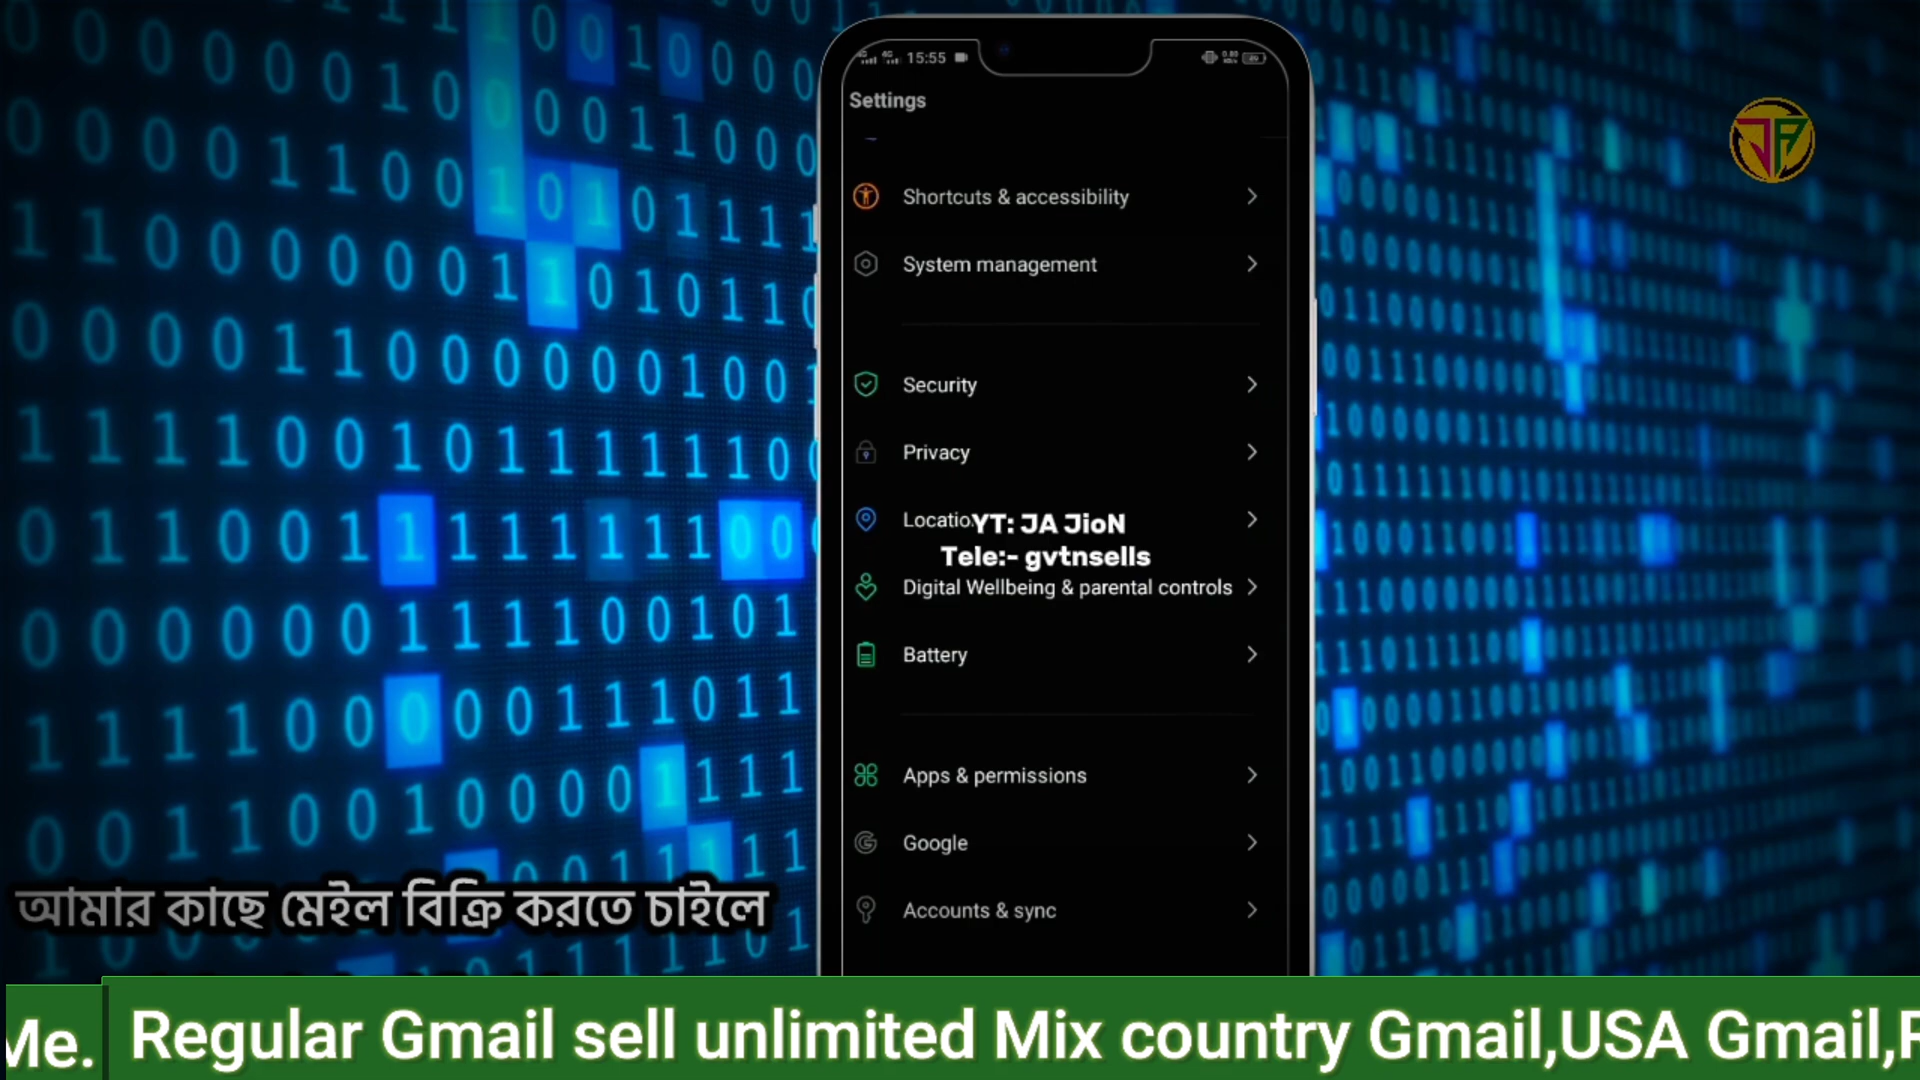 15:55
Settings
Shortcuts & accessibility
System management
Security
Privacy
Locatio
YT: JA JioN
Tele:- gvtnsells
Digital Wellbeing & parental controls
Battery
Apps & permissions
Google
Accounts & sync
আমার কাছে মেইল বিক্রি করতে চাইলে
Me. Regular Gmail sell unlimited Mix country Gmail,USA Gmail,